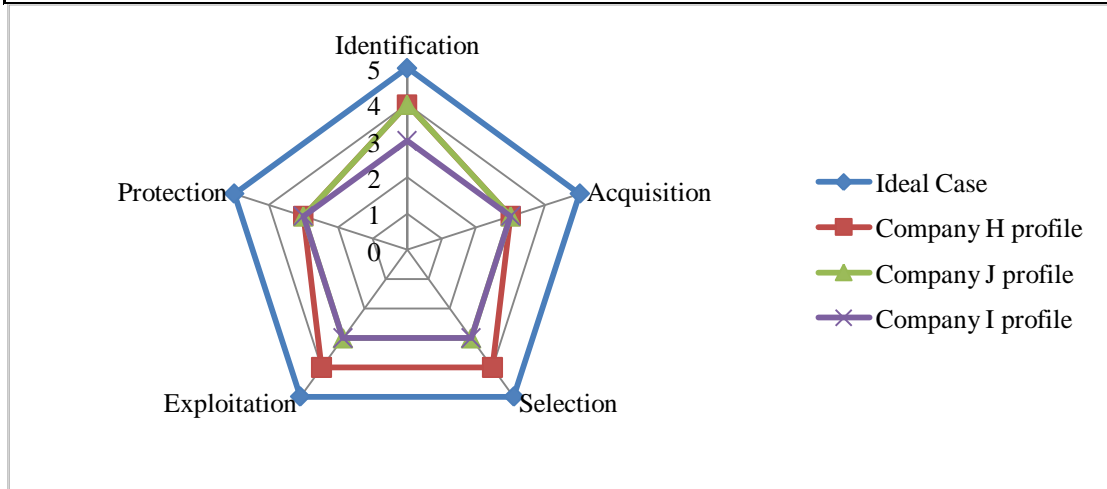 Identification
5
4
3
2
1
0
Protection
Acquisition
Exploitation
Selection
Ideal Case
Company H profile
Company J profile
Company I profile